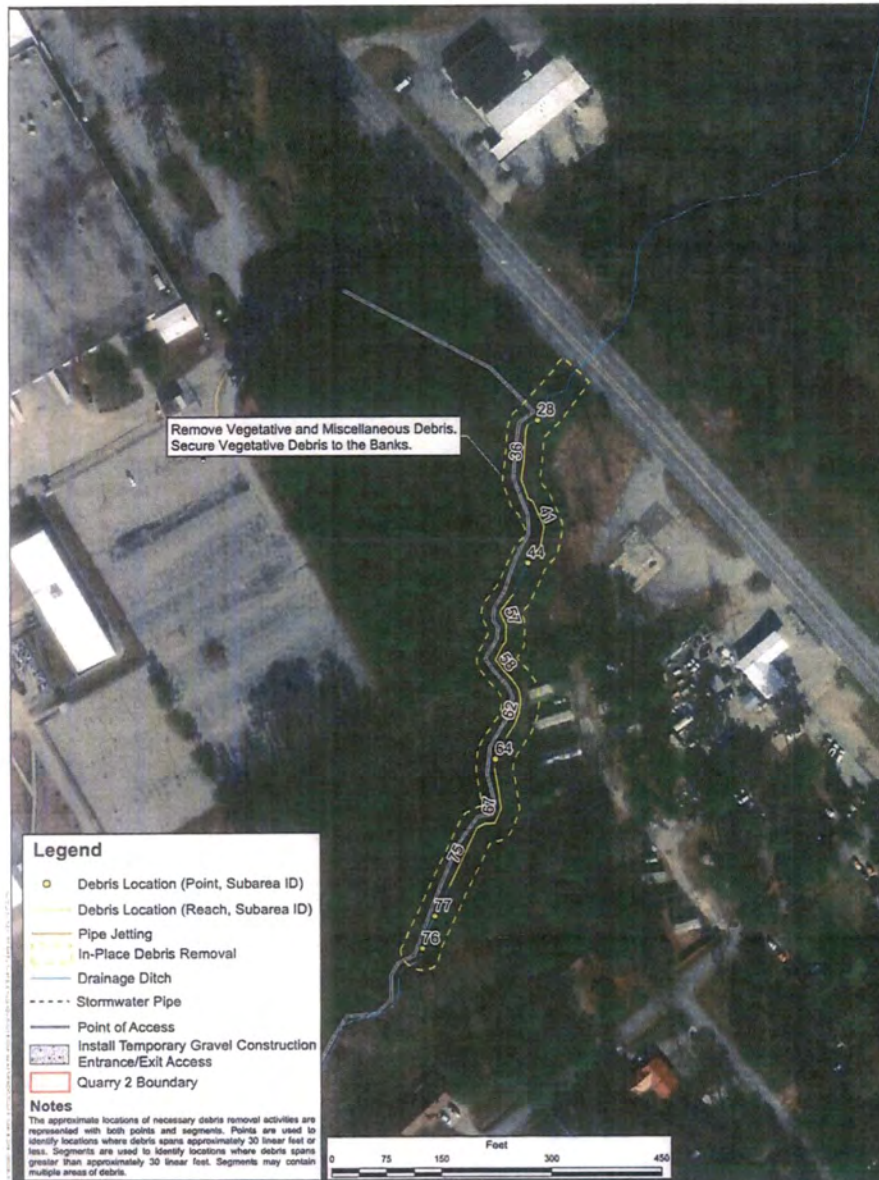 28
Remove Vegetative and Miscellaneous Debris.
Secure Vegetative Debris to the Banks.
36
41
44
57
58
62
64
67
75
77
76
Legend
Debris Location (Point, Subarea ID)
Debris Location (Reach, Subarea ID)
Pipe Jetting
In-Place Debris Removal
Drainage Ditch
Stormwater Pipe
Point of Access
Install Temporary Gravel Construction
Entrance/Exit Access
Quarry 2 Boundary
Notes
The approximate locations of necessary debris removal activities are
represented with both points and segments. Points are used to
identify locations where debris spans approximately 30 linear feet or
less. Segments are used to identify locations where debris spans
greater than approximately 30 linear feet. Segments may contain
multiple areas of debris.
Feet
0 75 150 300 450